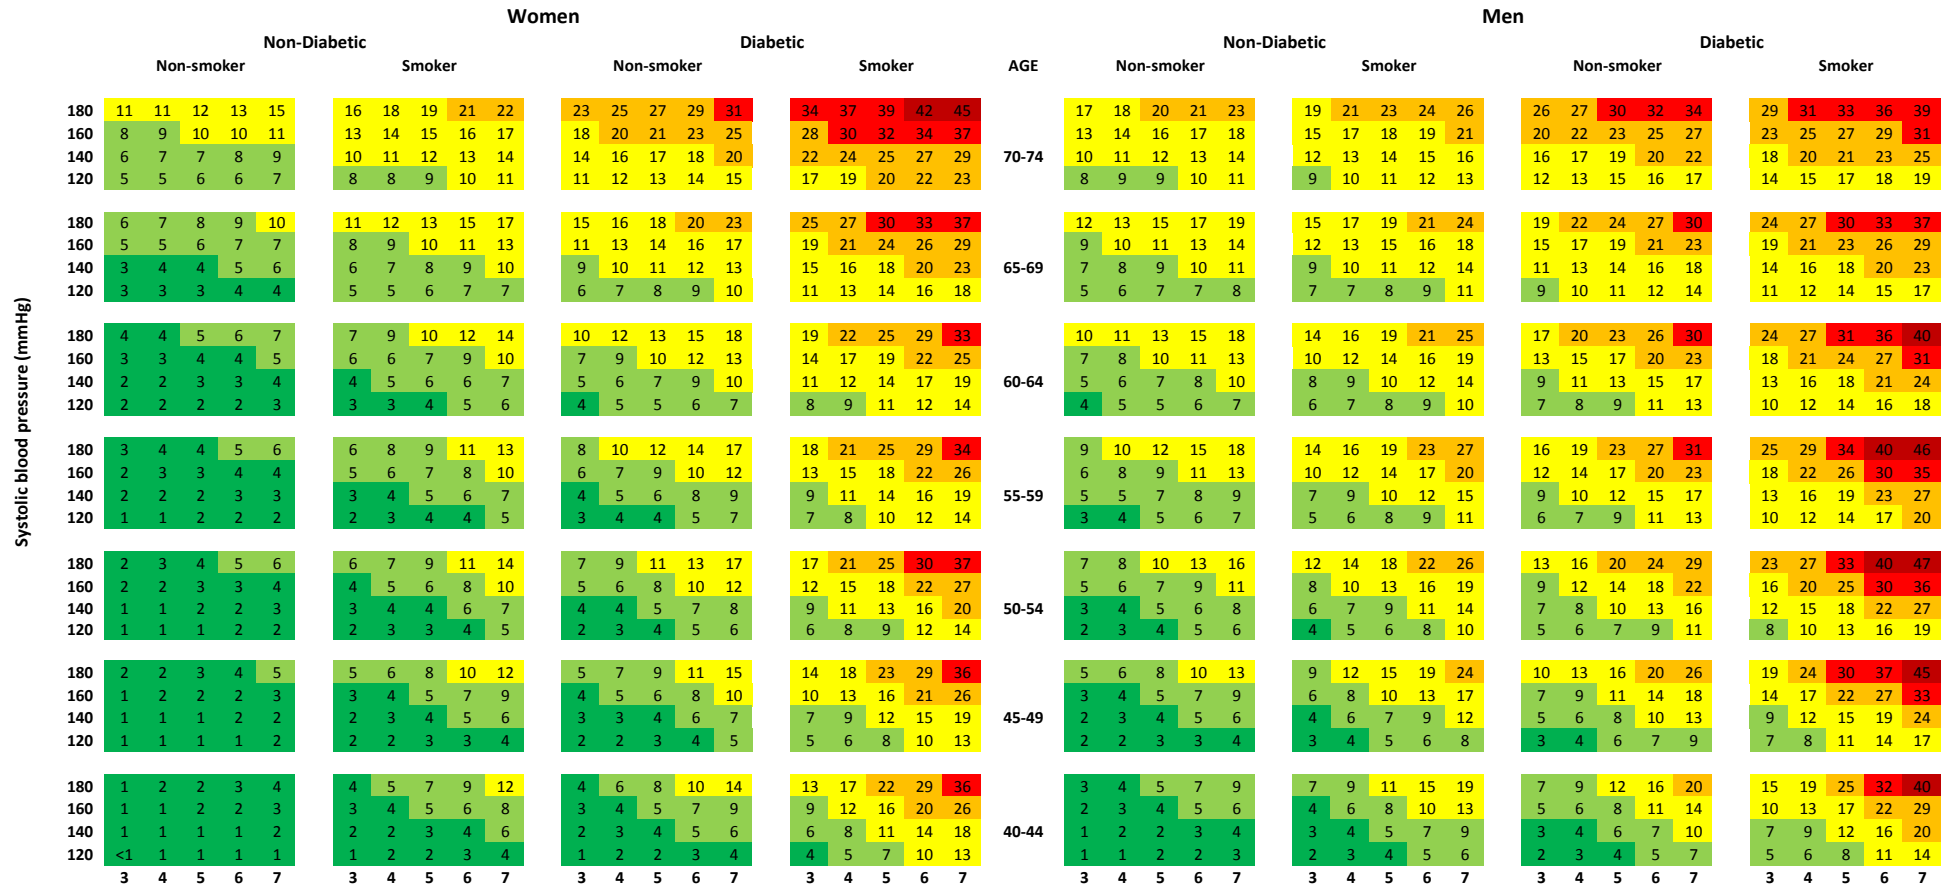 Women Men
Non-Diabetic Diabetic Non-Diabetic Diabetic
Non-smoker Smoker Non-smoker Smoker AGE Non-smoker Smoker Non-smoker Smoker
180 11 11 12 13 15 16 18 19 21 22 23 25 27 29 31 34 37 39 42 45 17 18 20 21 23 19 21 23 24 26 26 27 30 32 34 29 31 33 36 39
160 8 9 10 10 11 13 14 15 16 17 18 20 21 23 25 28 30 32 34 37 13 14 16 17 18 15 17 18 19 21 20 22 23 25 27 23 25 27 29 31
140 6 7 7 8 9 10 11 12 13 14 14 16 17 18 20 22 24 25 27 29 70-74 10 11 12 13 14 12 13 14 15 16 16 17 19 20 22 18 20 21 23 25
120 5 5 6 6 7 8 8 9 10 11 11 12 13 14 15 17 19 20 22 23 8 9 9 10 11 9 10 11 12 13 12 13 15 16 17 14 15 17 18 19
180 6 7 8 9 10 11 12 13 15 17 15 16 18 20 23 25 27 30 33 37 12 13 15 17 19 15 17 19 21 24 19 22 24 27 30 24 27 30 33 37
160 5 5 6 7 7 8 9 10 11 13 11 13 14 16 17 19 21 24 26 29 9 10 11 13 14 12 13 15 16 18 15 17 19 21 23 19 21 23 26 29
140 3 4 4 5 6 6 7 8 9 10 9 10 11 12 13 15 16 18 20 23 65-69 7 8 9 10 11 9 10 11 12 14 11 13 14 16 18 14 16 18 20 23
120 3 3 3 4 4 5 5 6 7 7 6 7 8 9 10 11 13 14 16 18 5 6 7 7 8 7 7 8 9 11 9 10 11 12 14 11 12 14 15 17
180 4 4 5 6 7 7 9 10 12 14 10 12 13 15 18 19 22 25 29 33 10 11 13 15 18 14 16 19 21 25 17 20 23 26 30 24 27 31 36 40
160 3 3 4 4 5 6 6 7 9 10 7 9 10 12 13 14 17 19 22 25 7 8 10 11 13 10 12 14 16 19 13 15 17 20 23 18 21 24 27 31
140 2 2 3 3 4 4 5 6 6 7 5 6 7 9 10 11 12 14 17 19 60-64 5 6 7 8 10 8 9 10 12 14 9 11 13 15 17 13 16 18 21 24
120 2 2 2 2 3 3 3 4 5 6 4 5 5 6 7 8 9 11 12 14 4 5 5 6 7 6 7 8 9 10 7 8 9 11 13 10 12 14 16 18
Systolic blood pressure (mmHg)
180 3 4 4 5 6 6 8 9 11 13 8 10 12 14 17 18 21 25 29 34 9 10 12 15 18 14 16 19 23 27 16 19 23 27 31 25 29 34 40 46
160 2 3 3 4 4 5 6 7 8 10 6 7 9 10 12 13 15 18 22 26 6 8 9 11 13 10 12 14 17 20 12 14 17 20 23 18 22 26 30 35
140 2 2 2 3 3 3 4 5 6 7 4 5 6 8 9 9 11 14 16 19 55-59 5 5 7 8 9 7 9 10 12 15 9 10 12 15 17 13 16 19 23 27
120 1 1 2 2 2 2 3 4 4 5 3 4 4 5 7 7 8 10 12 14 3 4 5 6 7 5 6 8 9 11 6 7 9 11 13 10 12 14 17 20
180 2 3 4 5 6 6 7 9 11 14 7 9 11 13 17 17 21 25 30 37 7 8 10 13 16 12 14 18 22 26 13 16 20 24 29 23 27 33 40 47
160 2 2 3 3 4 4 5 6 8 10 5 6 8 10 12 12 15 18 22 27 5 6 7 9 11 8 10 13 16 19 9 12 14 18 22 16 20 25 30 36
140 1 1 2 2 3 3 4 4 6 7 4 4 5 7 8 9 11 13 16 20 50-54 3 4 5 6 8 6 7 9 11 14 7 8 10 13 16 12 15 18 22 27
120 1 1 1 2 2 2 3 3 4 5 2 3 4 5 6 6 8 9 12 14 2 3 4 5 6 4 5 6 8 10 5 6 7 9 11 8 10 13 16 19
180 2 2 3 4 5 5 6 8 10 12 5 7 9 11 15 14 18 23 29 36 5 6 8 10 13 9 12 15 19 24 10 13 16 20 26 19 24 30 37 45
160 1 2 2 2 3 3 4 5 7 9 4 5 6 8 10 10 13 16 21 26 3 4 5 7 9 6 8 10 13 17 7 9 11 14 18 14 17 22 27 33
140 1 1 1 2 2 2 3 4 5 6 3 3 4 6 7 7 9 12 15 19 45-49 2 3 4 5 6 4 6 7 9 12 5 6 8 10 13 9 12 15 19 24
120 1 1 1 1 2 2 2 3 3 4 2 2 3 4 5 5 6 8 10 13 2 2 3 3 4 3 4 5 6 8 3 4 6 7 9 7 8 11 14 17
180 1 2 2 3 4 4 5 7 9 12 4 6 8 10 14 13 17 22 29 36 3 4 5 7 9 7 9 11 15 19 7 9 12 16 20 15 19 25 32 40
160 1 1 2 2 3 3 4 5 6 8 3 4 5 7 9 9 12 16 20 26 2 3 4 5 6 4 6 8 10 13 5 6 8 11 14 10 13 17 22 29
140 1 1 1 1 2 2 2 3 4 6 2 3 4 5 6 6 8 11 14 18 40-44 1 2 2 3 4 3 4 5 7 9 3 4 6 7 10 7 9 12 16 20
120 <1 1 1 1 1 1 2 2 3 4 1 2 2 3 4 4 5 7 10 13 1 1 2 2 3 2 3 4 5 6 2 3 4 5 7 5 6 8 11 14
3 4 5 6 7 3 4 5 6 7 3 4 5 6 7 3 4 5 6 7 3 4 5 6 7 3 4 5 6 7 3 4 5 6 7 3 4 5 6 7